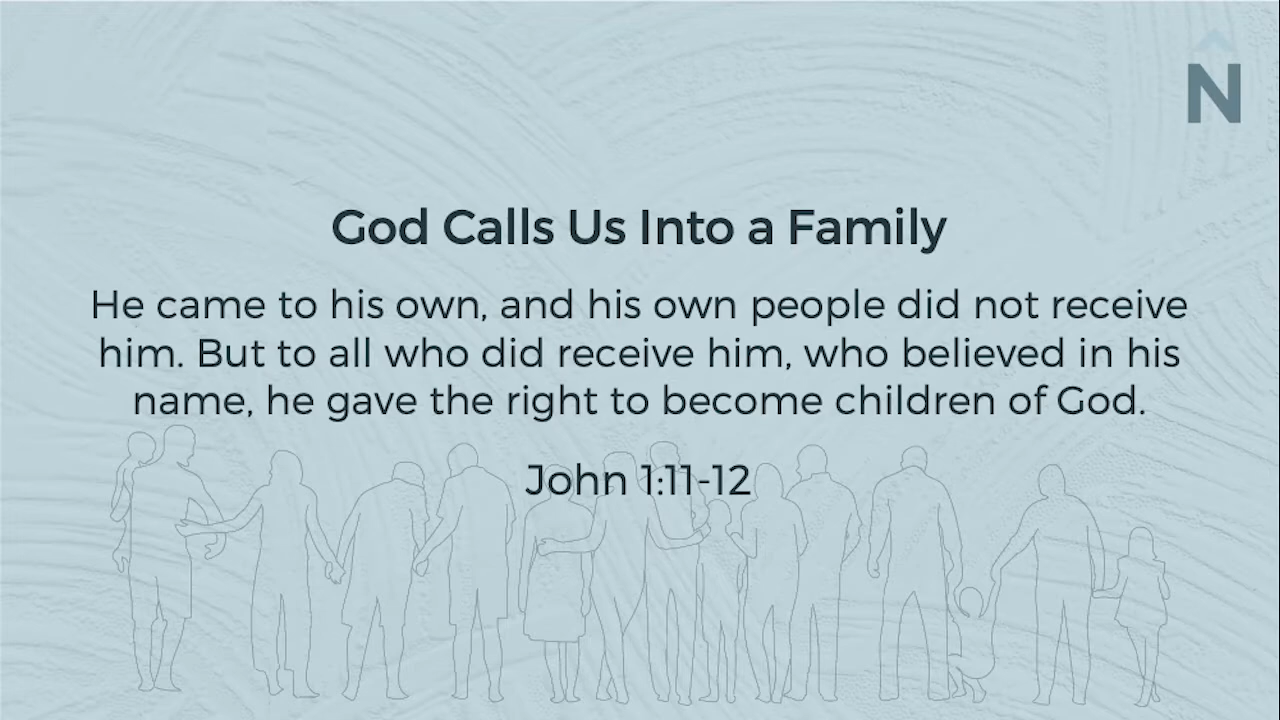 N
God Calls Us Into a Family
He came to his own, and his own people did not receive
him. But to all who did receive him, who believed in his
name, he gave the right to become children of God.
John 1:11-12